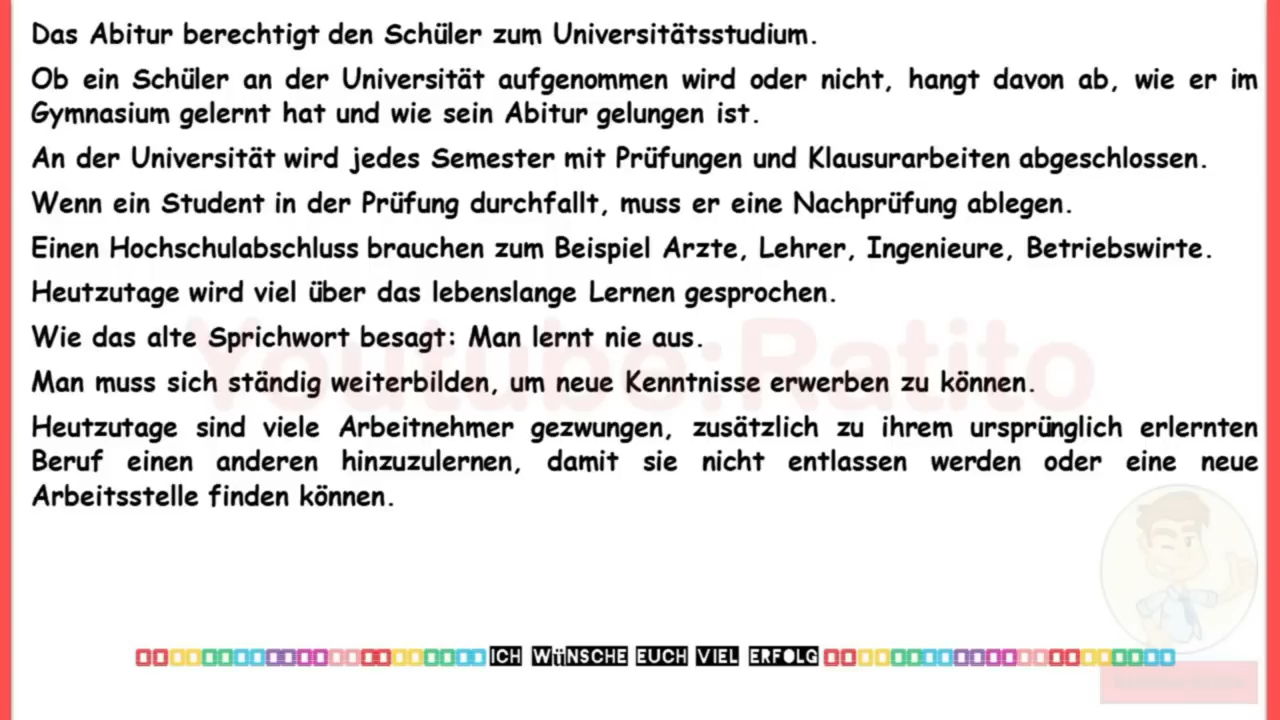 Das Abitur berechtigt den Schüler zum Universitätsstudium.
Ob ein Schüler an der Universität aufgenommen wird oder nicht, hangt davon ab, wie er im
Gymnasium gelernt hat und wie sein Abitur gelungen ist.
An der Universität wird jedes Semester mit Prüfungen und Klausurarbeiten abgeschlossen.
Wenn ein Student in der Prüfung durchfallt, muss er eine Nachprüfung ablegen.
Einen Hochschulabschluss brauchen zum Beispiel Arzte, Lehrer, Ingenieure, Betriebswirte.
Heutzutage wird viel über das lebenslange Lernen gesprochen.
Wie das alte Sprichwort besagt: Man lernt nie aus.
Youtube:Ratito
Man muss sich ständig weiterbilden, um neue Kenntnisse erwerben zu können.
Heutzutage sind viele Arbeitnehmer gezwungen, zusätzlich zu ihrem ursprünglich erlernten
Beruf einen anderen hinzuzulernen, damit sie nicht entlassen werden oder eine neue
Arbeitsstelle finden können.
ICH WÜNSCHE EUCH VIEL ERFOLG